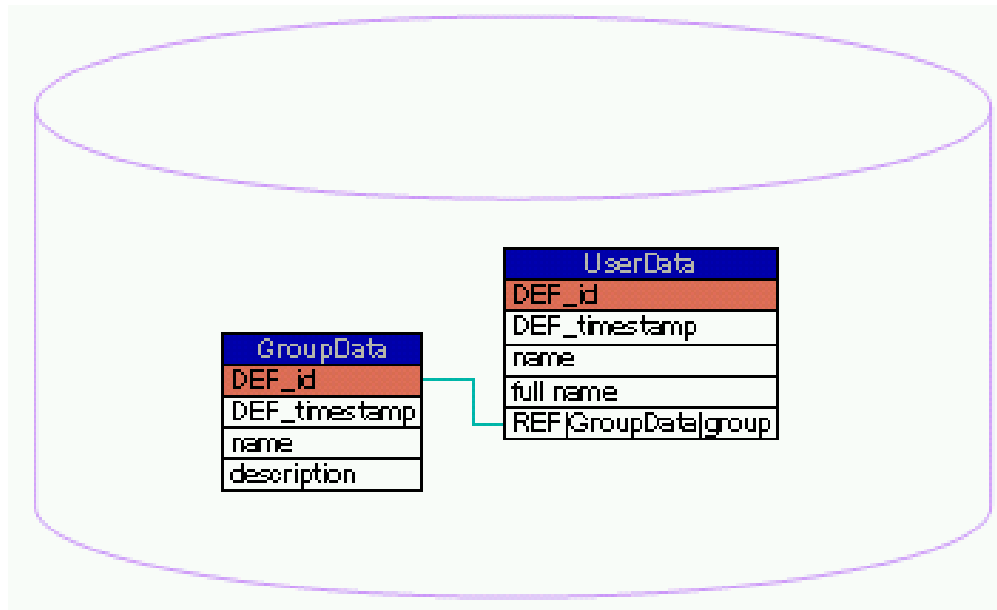 UserData
DEF_id
DEF_timestamp
name
full name
REF|GroupData|group
GroupData
DEF_id
DEF_timestamp
name
description